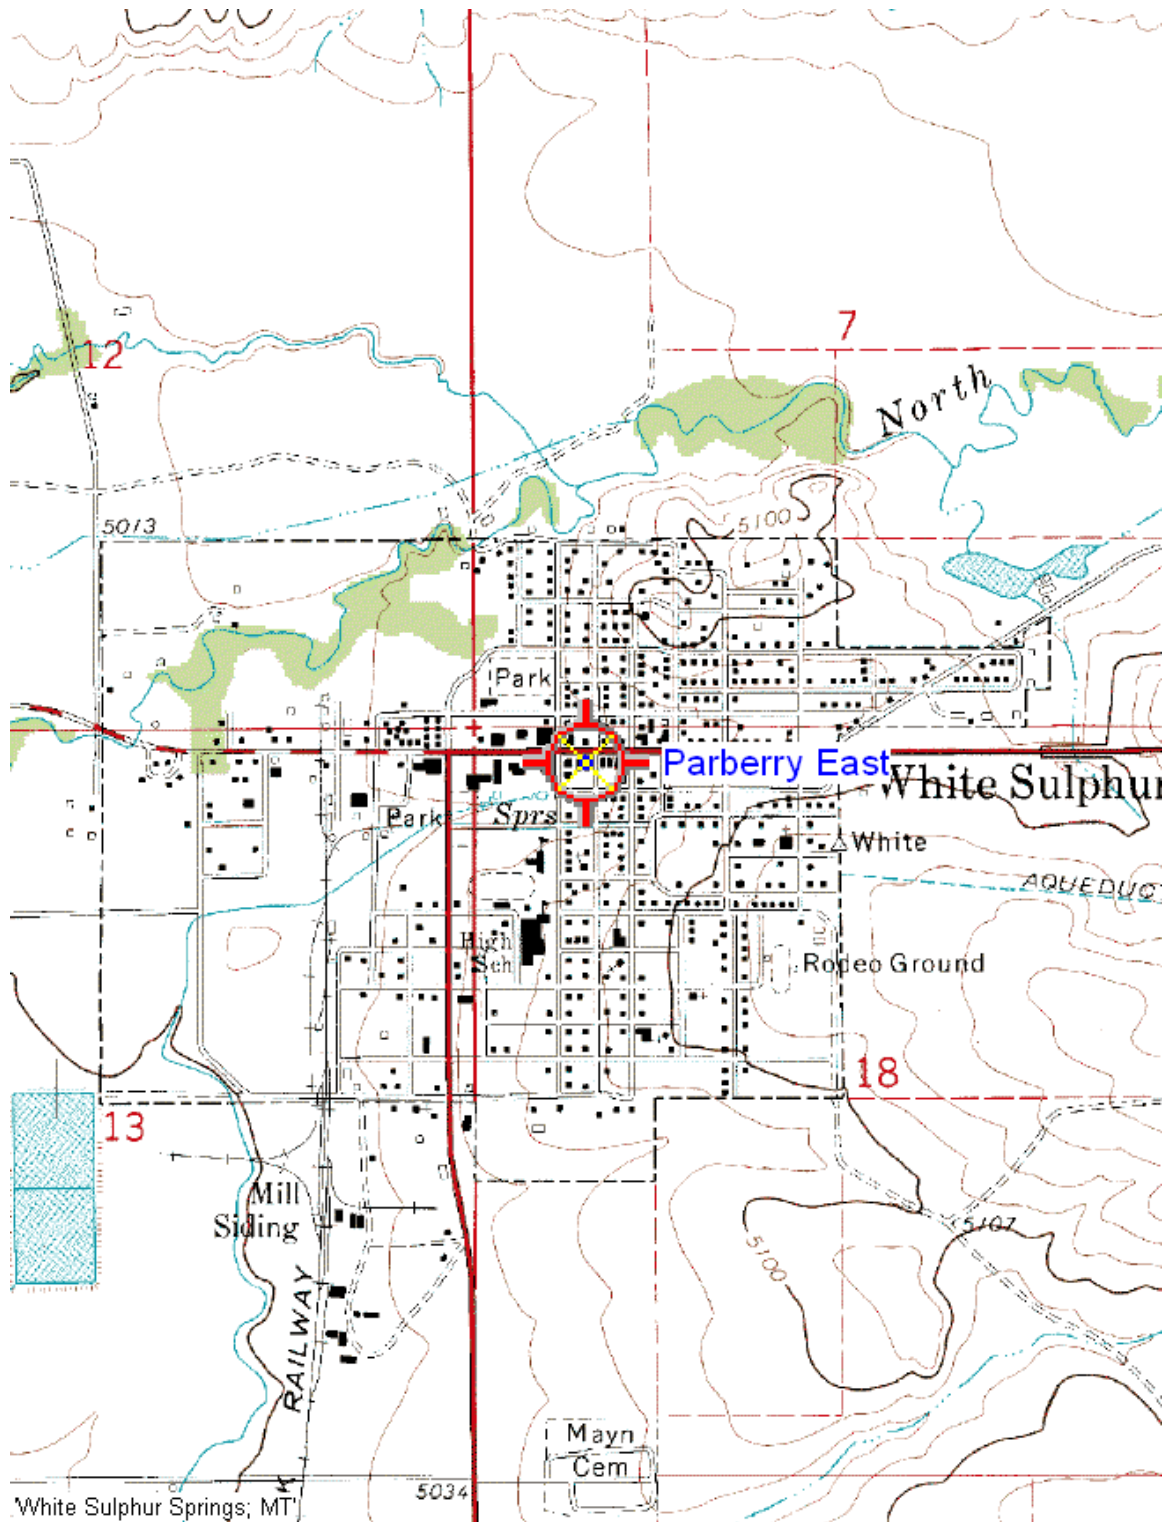 7
12
North
5100
5013
Park
Parberry East
White Sulphur
Park
Sprs
White
AQUEDUCT
High
Sch
Rodeo Ground
18
13
Mill
Siding
5107
5100
RAILWAY
Mayn
Cem
5034
'White Sulphur Springs; MT'